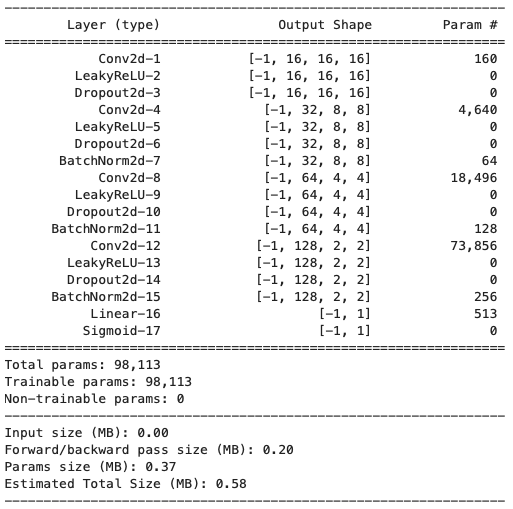 ----------------------------------------------------------------
Layer (type) Output Shape Param #
================================================================
Conv2d-1 [-1, 16, 16, 16] 160
LeakyReLU-2 [-1, 16, 16, 16] 0
Dropout2d-3 [-1, 16, 16, 16] 0
Conv2d-4 [-1, 32, 8, 8] 4,640
LeakyReLU-5 [-1, 32, 8, 8] 0
Dropout2d-6 [-1, 32, 8, 8] 0
BatchNorm2d-7 [-1, 32, 8, 8] 64
Conv2d-8 [-1, 64, 4, 4] 18,496
LeakyReLU-9 [-1, 64, 4, 4] 0
Dropout2d-10 [-1, 64, 4, 4] 0
BatchNorm2d-11 [-1, 64, 4, 4] 128
Conv2d-12 [-1, 128, 2, 2] 73,856
LeakyReLU-13 [-1, 128, 2, 2] 0
Dropout2d-14 [-1, 128, 2, 2] 0
BatchNorm2d-15 [-1, 128, 2, 2] 256
Linear-16 [-1, 1] 513
Sigmoid-17 [-1, 1] 0
================================================================
Total params: 98,113
Trainable params: 98,113
Non-trainable params: 0
----------------------------------------------------------------
Input size (MB): 0.00
Forward/backward pass size (MB): 0.20
Params size (MB): 0.37
Estimated Total Size (MB): 0.58
----------------------------------------------------------------